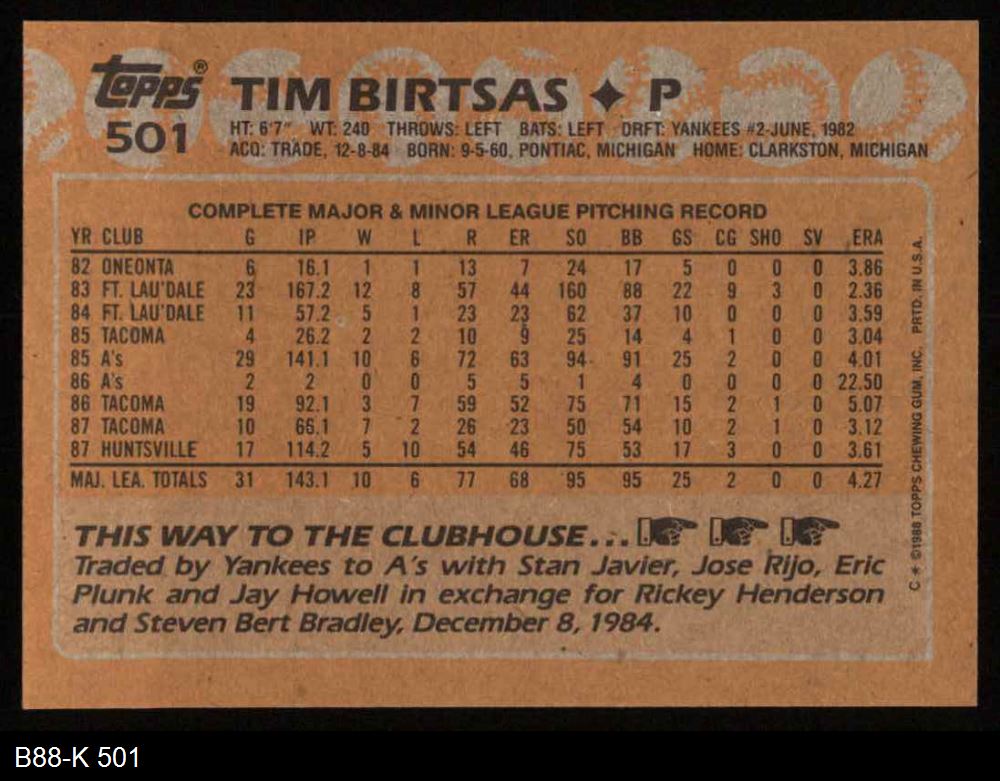 Topps® TIM BIRTSAS ✦ P
501 HT: 6'7" WT: 240 THROWS: LEFT BATS: LEFT DRFT: YANKEES #2-JUNE, 1982
ACQ: TRADE, 12-8-84 BORN: 9-5-60, PONTIAC, MICHIGAN HOME: CLARKSTON, MICHIGAN
COMPLETE MAJOR & MINOR LEAGUE PITCHING RECORD
YR CLUB G IP W L R ER SO BB GS CG SHO SV ERA
82 ONEONTA 6 16.1 1 1 13 7 24 17 5 0 0 0 3.86
83 FT. LAU'DALE 23 167.2 12 8 57 44 160 88 22 9 3 0 2.36
84 FT. LAU'DALE 11 57.2 5 1 23 23 62 37 10 0 0 0 3.59
85 TACOMA 4 26.2 2 2 10 9 25 14 4 1 0 0 3.04
85 A's 29 141.1 10 6 72 63 94 91 25 2 0 0 4.01
86 A's 2 2 0 0 5 5 1 4 0 0 0 0 22.50
86 TACOMA 19 92.1 3 7 59 52 75 71 15 2 1 0 5.07
87 TACOMA 10 66.1 7 2 26 23 50 54 10 2 1 0 3.12
87 HUNTSVILLE 17 114.2 5 10 54 46 75 53 17 3 0 0 3.61
MAJ. LEA. TOTALS 31 143.1 10 6 77 68 95 95 25 2 0 0 4.27
THIS WAY TO THE CLUBHOUSE...
Traded by Yankees to A's with Stan Javier, Jose Rijo, Eric
Plunk and Jay Howell in exchange for Rickey Henderson
and Steven Bert Bradley, December 8, 1984.
C * ©1988 TOPPS CHEWING GUM, INC. PRTD. IN U.S.A.
B88-K 501